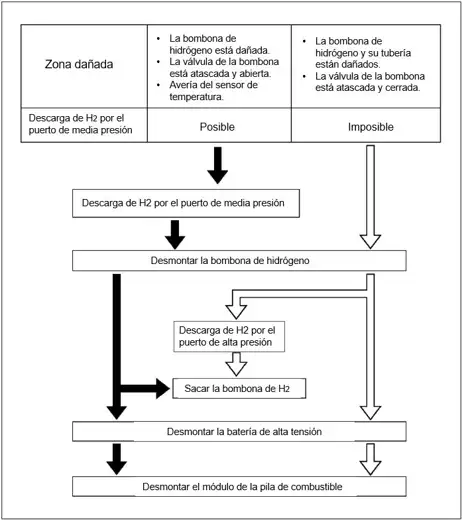 Zona dañada
• La bombona de
hidrógeno está dañada.
• La válvula de la bombona
está atascada y abierta.
• Avería del sensor de
temperatura.
• La bombona de
hidrógeno y su tubería
están dañados.
• La válvula de la bombona
está atascada y cerrada.
Descarga de H2 por el
puerto de media presión
Posible
Imposible
Descarga de H2 por el puerto de media presión
Desmontar la bombona de hidrógeno
Descarga de H2 por el
puerto de alta presión
Sacar la bombona de H2
Desmontar la batería de alta tensión
Desmontar el módulo de la pila de combustible